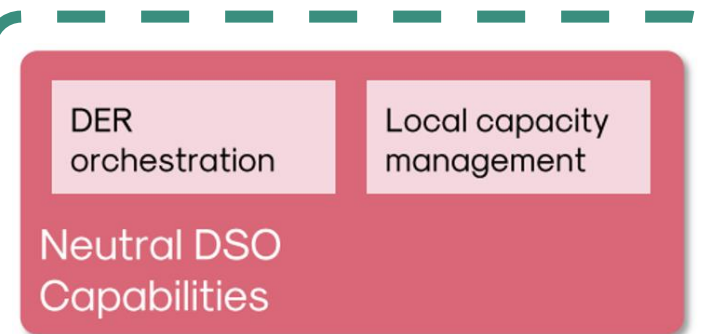 DER
orchestration
Local capacity
management
Neutral DSO
Capabilities